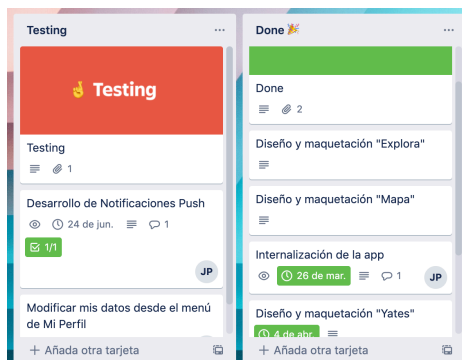 Testing
Testing
Testing
1
Desarrollo de Notificaciones Push
24 de jun.
1
1/1
JP
Modificar mis datos desde el menú
de Mi Perfil
+ Añada otra tarjeta
Done 🎉
Done
2
Diseño y maquetación "Explora"
Diseño y maquetación "Mapa"
Internalización de la app
26 de mar.
1
JP
Diseño y maquetación "Yates"
4 de abr.
+ Añada otra tarjeta